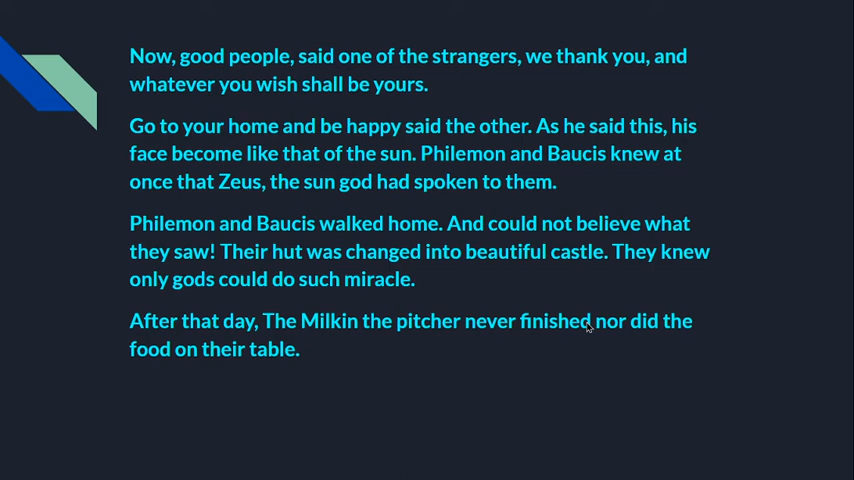 Now, good people, said one of the strangers, we thank you, and
whatever you wish shall be yours.
Go to your home and be happy said the other. As he said this, his
face become like that of the sun. Philemon and Baucis knew at
once that Zeus, the sun god had spoken to them.
Philemon and Baucis walked home. And could not believe what
they saw! Their hut was changed into beautiful castle. They knew
only gods could do such miracle.
After that day, The Milkin the pitcher never finished nor did the
food on their table.